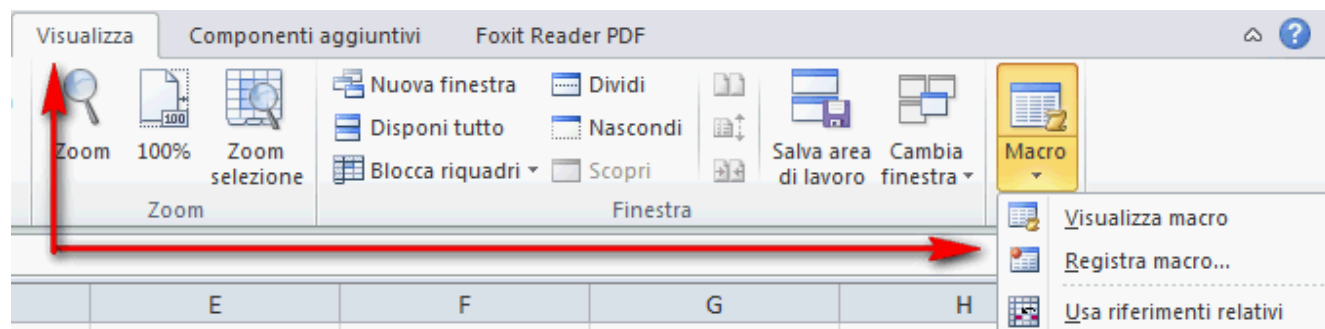 Visualizza Componenti aggiuntivi Foxit Reader PDF ?
Nuova finestra Dividi
100
Disponi tutto Nascondi
Zoom 100% Zoom selezione Salva area di lavoro Cambia finestra Macro
Blocca riquadri Scopri
Zoom Finestra
Visualizza macro
Registra macro...
E F G H
Usa riferimenti relativi